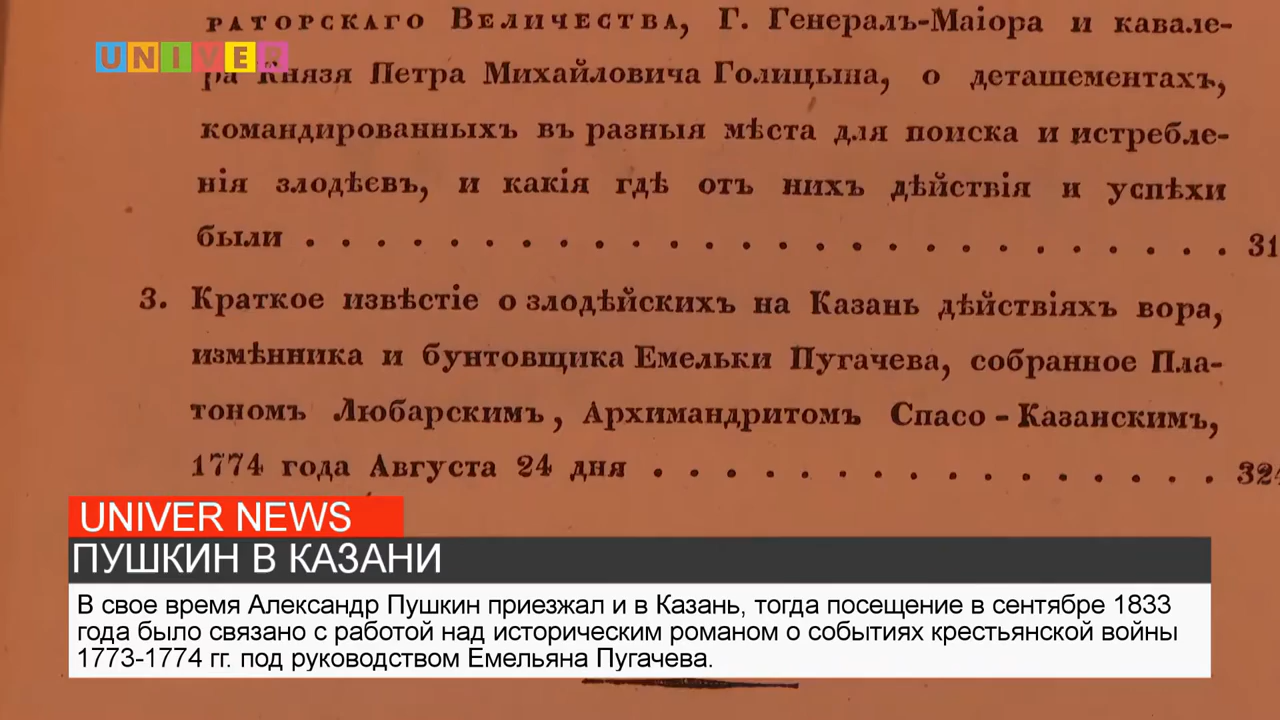 раторскаго Величества, Г. Генералъ-Маіора и кавале-
UNIVER
ра Князя Петра Михайловича Голицына, о деташементахъ,
командированныхъ въ разныя мѣста для поиска и истребле-
нія злодѣевъ, и какія гдѣ отъ нихъ дѣйствія и успѣхи
были . . . . . . . . . . . . . . . . . . . . . . . . . . 31
3. Краткое извѣстіе о злодѣйскихъ на Казань дѣйствіяхъ вора,
измѣнника и бунтовщика Емельки Пугачева, собранное Пла-
тономъ Любарскимъ, Архимандритомъ Спасо-Казанскимъ,
1774 года Августа 24 дня . . . . . . . . . . . . . . . . 324
UNIVER NEWS
ПУШКИН В КАЗАНИ
В свое время Александр Пушкин приезжал и в Казань, тогда посещение в сентябре 1833
года было связано с работой над историческим романом о событиях крестьянской войны
1773-1774 гг. под руководством Емельяна Пугачева.